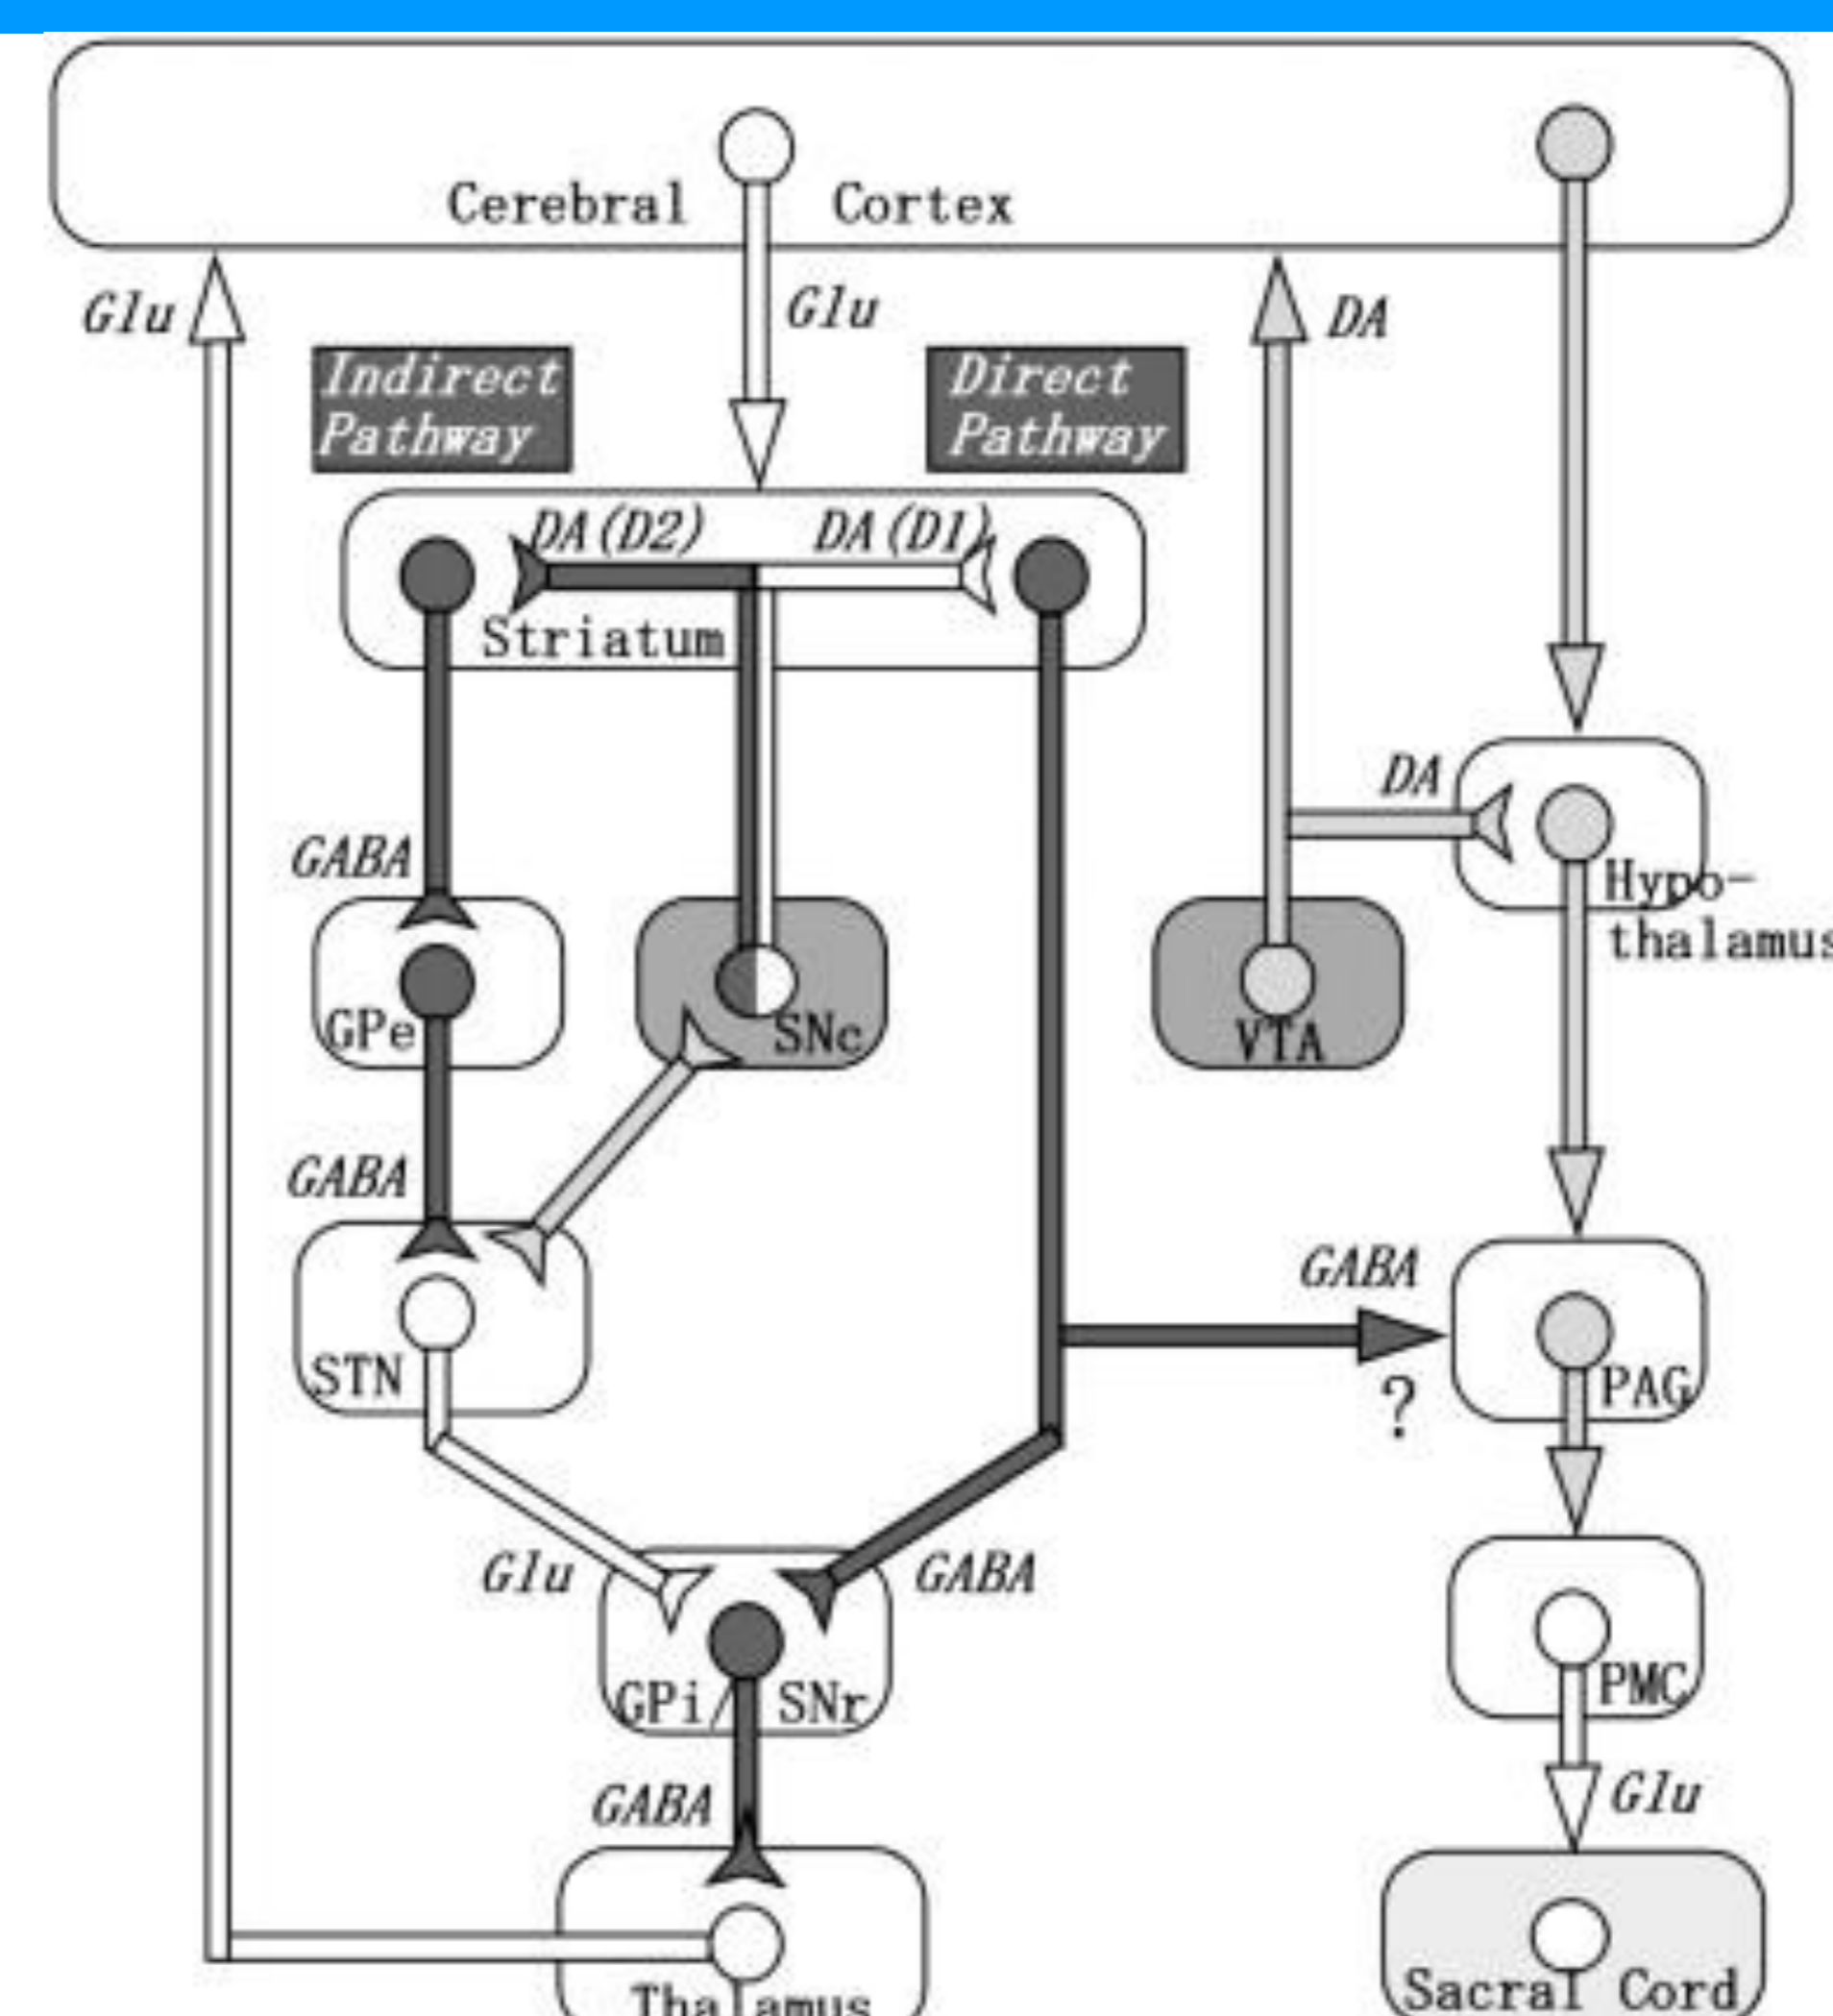 Cerebral Cortex
Glu
Glu
DA
Indirect
Pathway
Direct
Pathway
DA(D2)
DA(D1)
Striatum
DA
GABA
Hypo-
thalamus
GPe
SNc
VTA
GABA
GABA
STN
?
PAG
Glu
GABA
GPi/ SNr
PMC
GABA
Glu
Thalamus
Sacral Cord